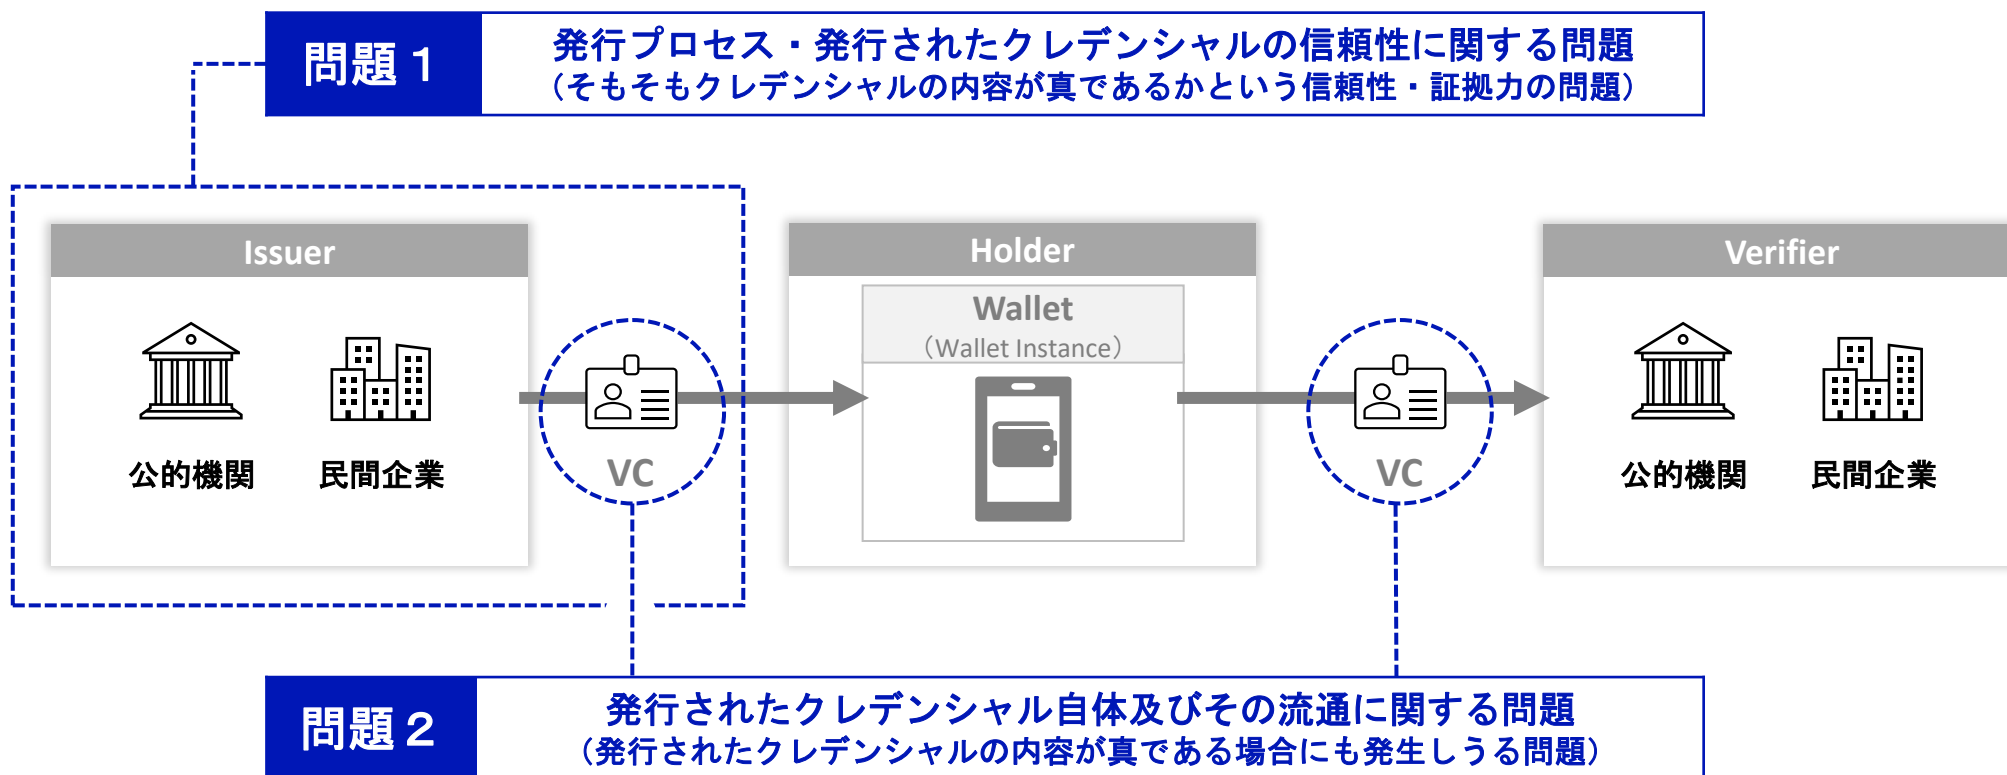 問題１
発行プロセス・発行されたクレデンシャルの信頼性に関する問題
（そもそもクレデンシャルの内容が真であるかという信頼性・証拠力の問題）
Issuer
公的機関
民間企業
VC
Holder
Wallet
（Wallet Instance）
VC
Verifier
公的機関
民間企業
問題２
発行されたクレデンシャル自体及びその流通に関する問題
（発行されたクレデンシャルの内容が真である場合にも発生しうる問題）